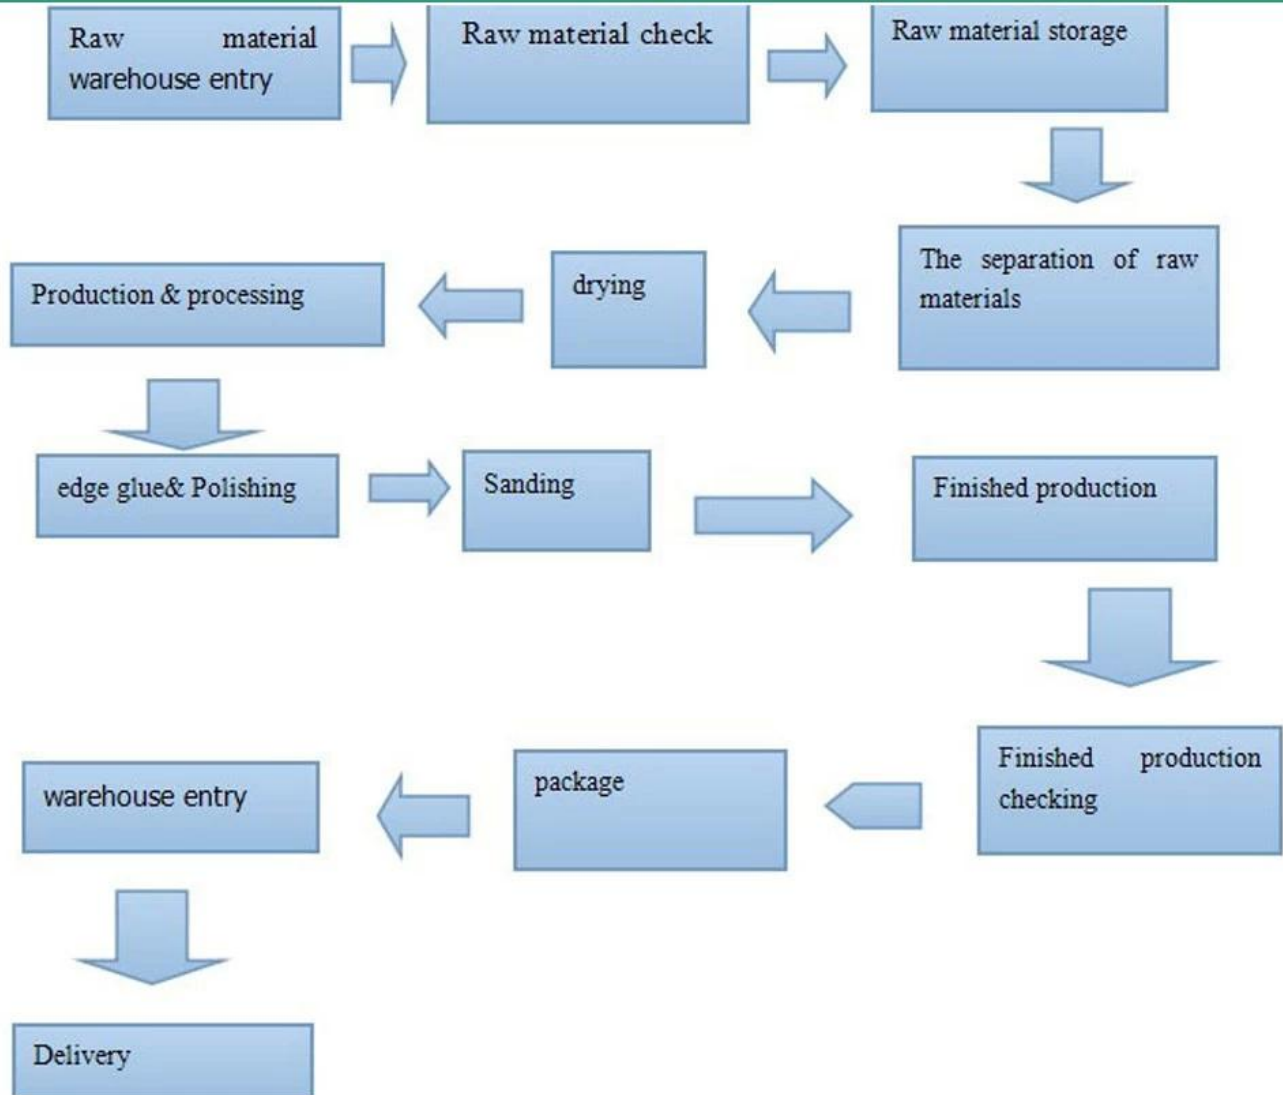 Raw material
warehouse entry
Raw material check
Raw material storage
The separation of raw
materials
drying
Production & processing
edge glue& Polishing
Sanding
Finished production
Finished production
checking
package
warehouse entry
Delivery